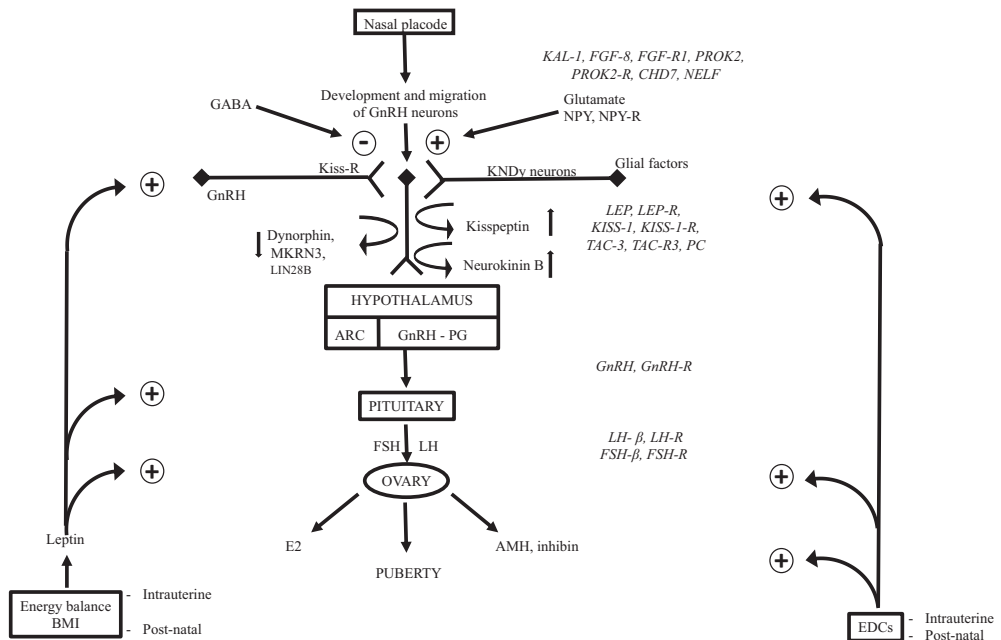 Nasal placode
KAL-1, FGF-8, FGF-R1, PROK2,
PROK2-R, CHD7, NELF
Development and migration
of GnRH neurons
GABA
Glutamate
NPY, NPY-R
-
+
Kiss-R
KNDy neurons
Glial factors
+
GnRH
+
LEP, LEP-R,
KISS-1, KISS-1-R,
TAC-3, TAC-R3, PC
Dynorphin,
MKRN3,
LIN28B
Kisspeptin
Neurokinin B
HYPOTHALAMUS
ARC
GnRH - PG
GnRH, GnRH-R
+
PITUITARY
FSH
LH
LH- β, LH-R
FSH-β, FSH-R
+
+
OVARY
E2
AMH, inhibin
+
PUBERTY
Leptin
Energy balance
BMI
- Intrauterine
- Post-natal
EDCs
- Intrauterine
- Post-natal